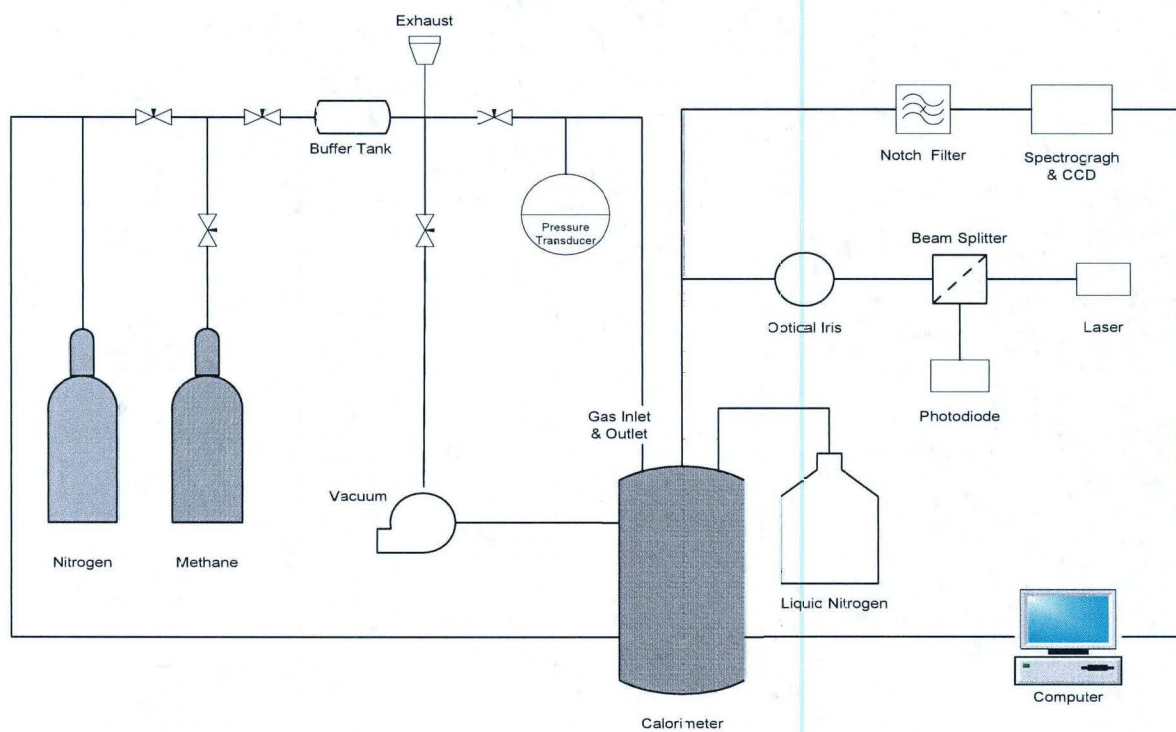 Exhaust
Buffer Tank
Notch Filter
Spectrogragh
& CCD
Pressure
Transducer
Beam Splitter
Optical Iris
Laser
Photodiode
Gas Inlet
& Outlet
Vacuum
Nitrogen
Methane
Liquic Nitrogen
Computer
Calorimeter